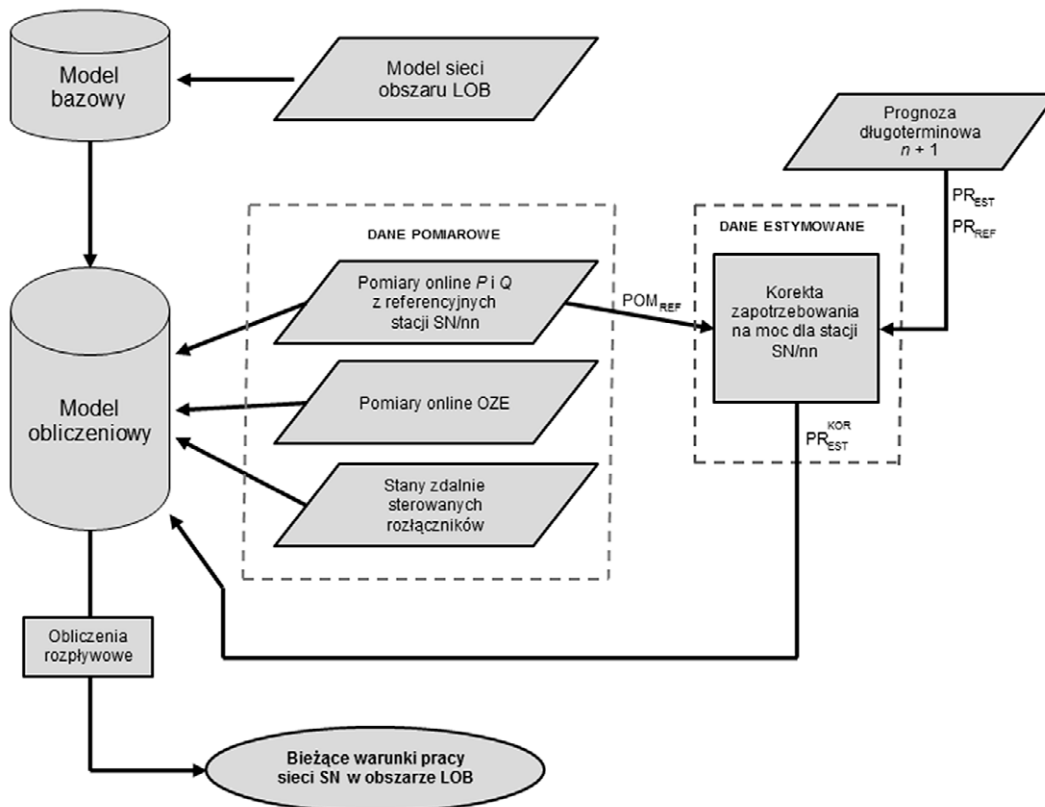 Model
bazowy
Model sieci
obszaru LOB
Prognoza
długoterminowa
n + 1
PR_EST
PR_REF
DANE POMIAROWE
DANE ESTYMOWANE
Pomiary online P i Q
z referencyjnych
stacji SN/nn
POM_REF
Korekta
zapotrzebowania
na moc dla stacji
SN/nn
Model
obliczeniowy
Pomiary online OZE
PR_EST^KOR
Stany zdalnie
sterowanych
rozłączników
Obliczenia
rozpływowe
Bieżące warunki pracy
sieci SN w obszarze LOB